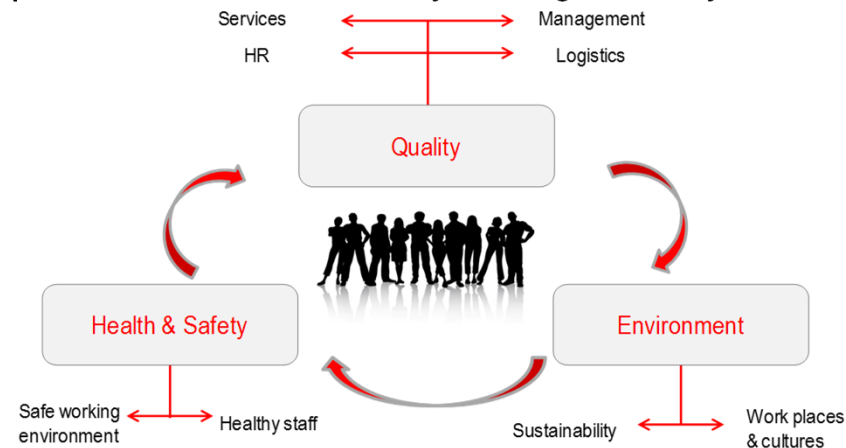 Services Management
HR Logistics
Quality
Health & Safety Environment
Safe working
environment
Healthy staff
Sustainability
Work places
& cultures